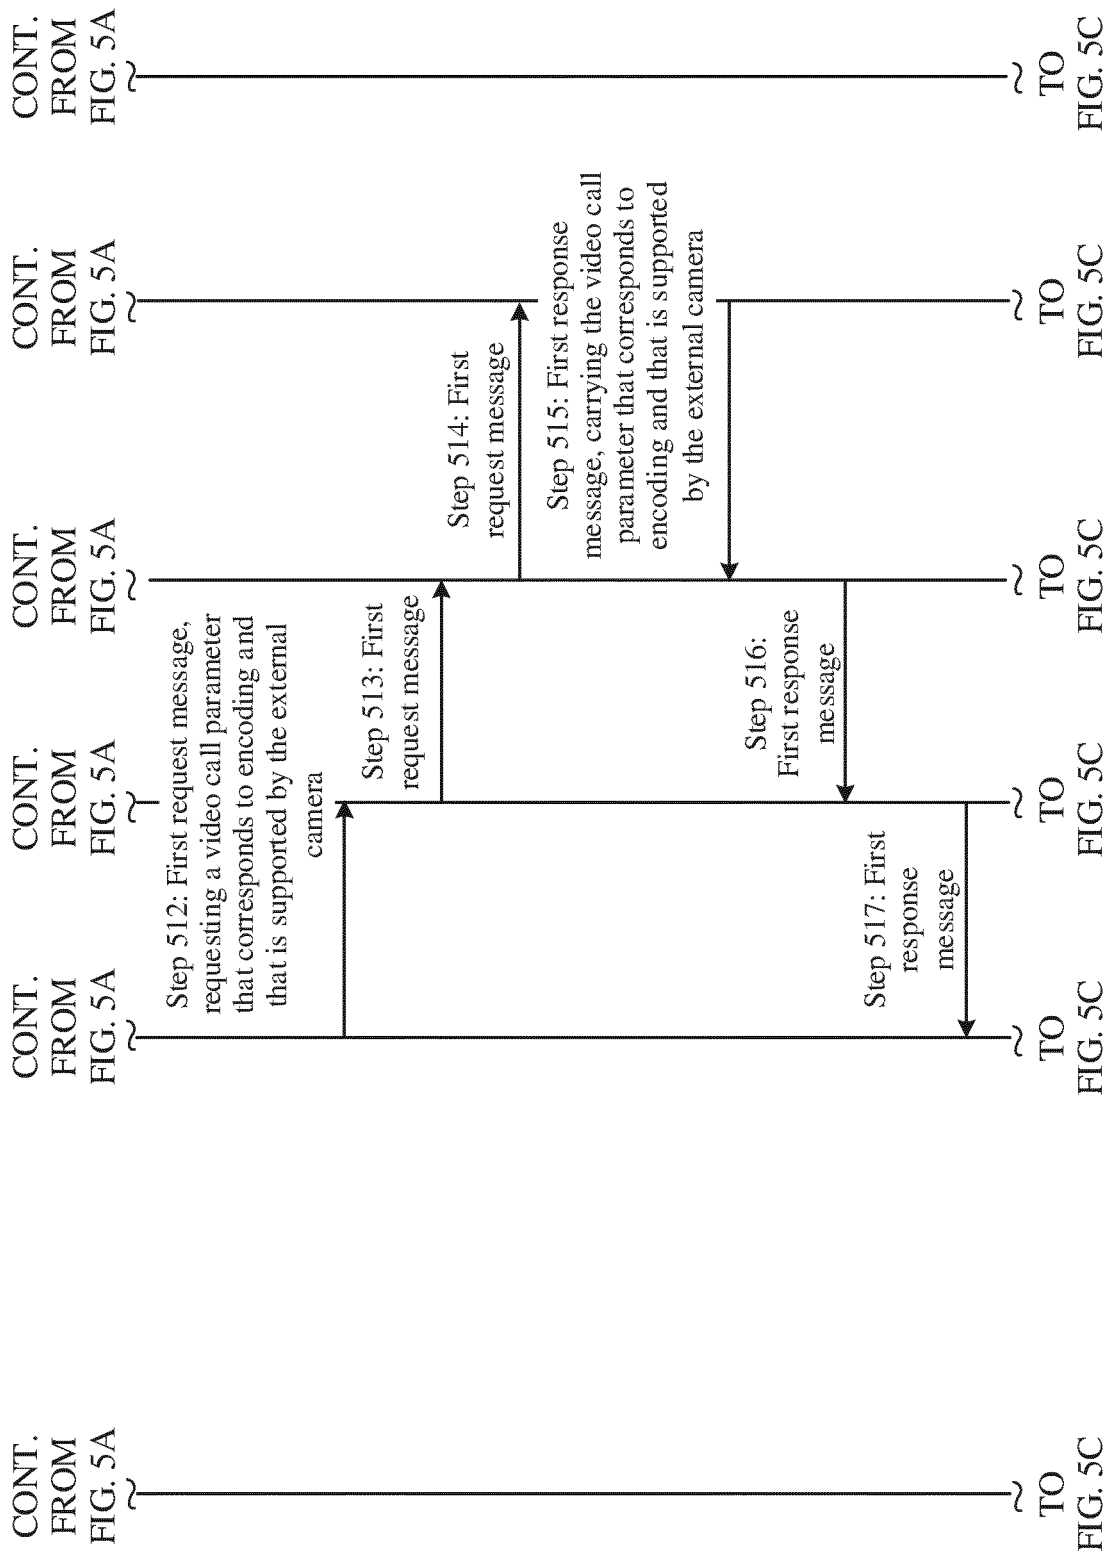 CONT.
FROM
FIG. 5A
CONT.
FROM
FIG. 5A
CONT.
FROM
FIG. 5A
CONT.
FROM
FIG. 5A
CONT.
FROM
FIG. 5A
CONT.
FROM
FIG. 5A
Step 512: First request message,
requesting a video call parameter
that corresponds to encoding and
that is supported by the external
camera
Step 513: First
request message
Step 514: First
request message
Step 515: First response
message, carrying the video call
parameter that corresponds to
encoding and that is supported
by the external camera
Step 516:
First response
message
Step 517: First
response
message
TO
FIG. 5C
TO
FIG. 5C
TO
FIG. 5C
TO
FIG. 5C
TO
FIG. 5C
TO
FIG. 5C